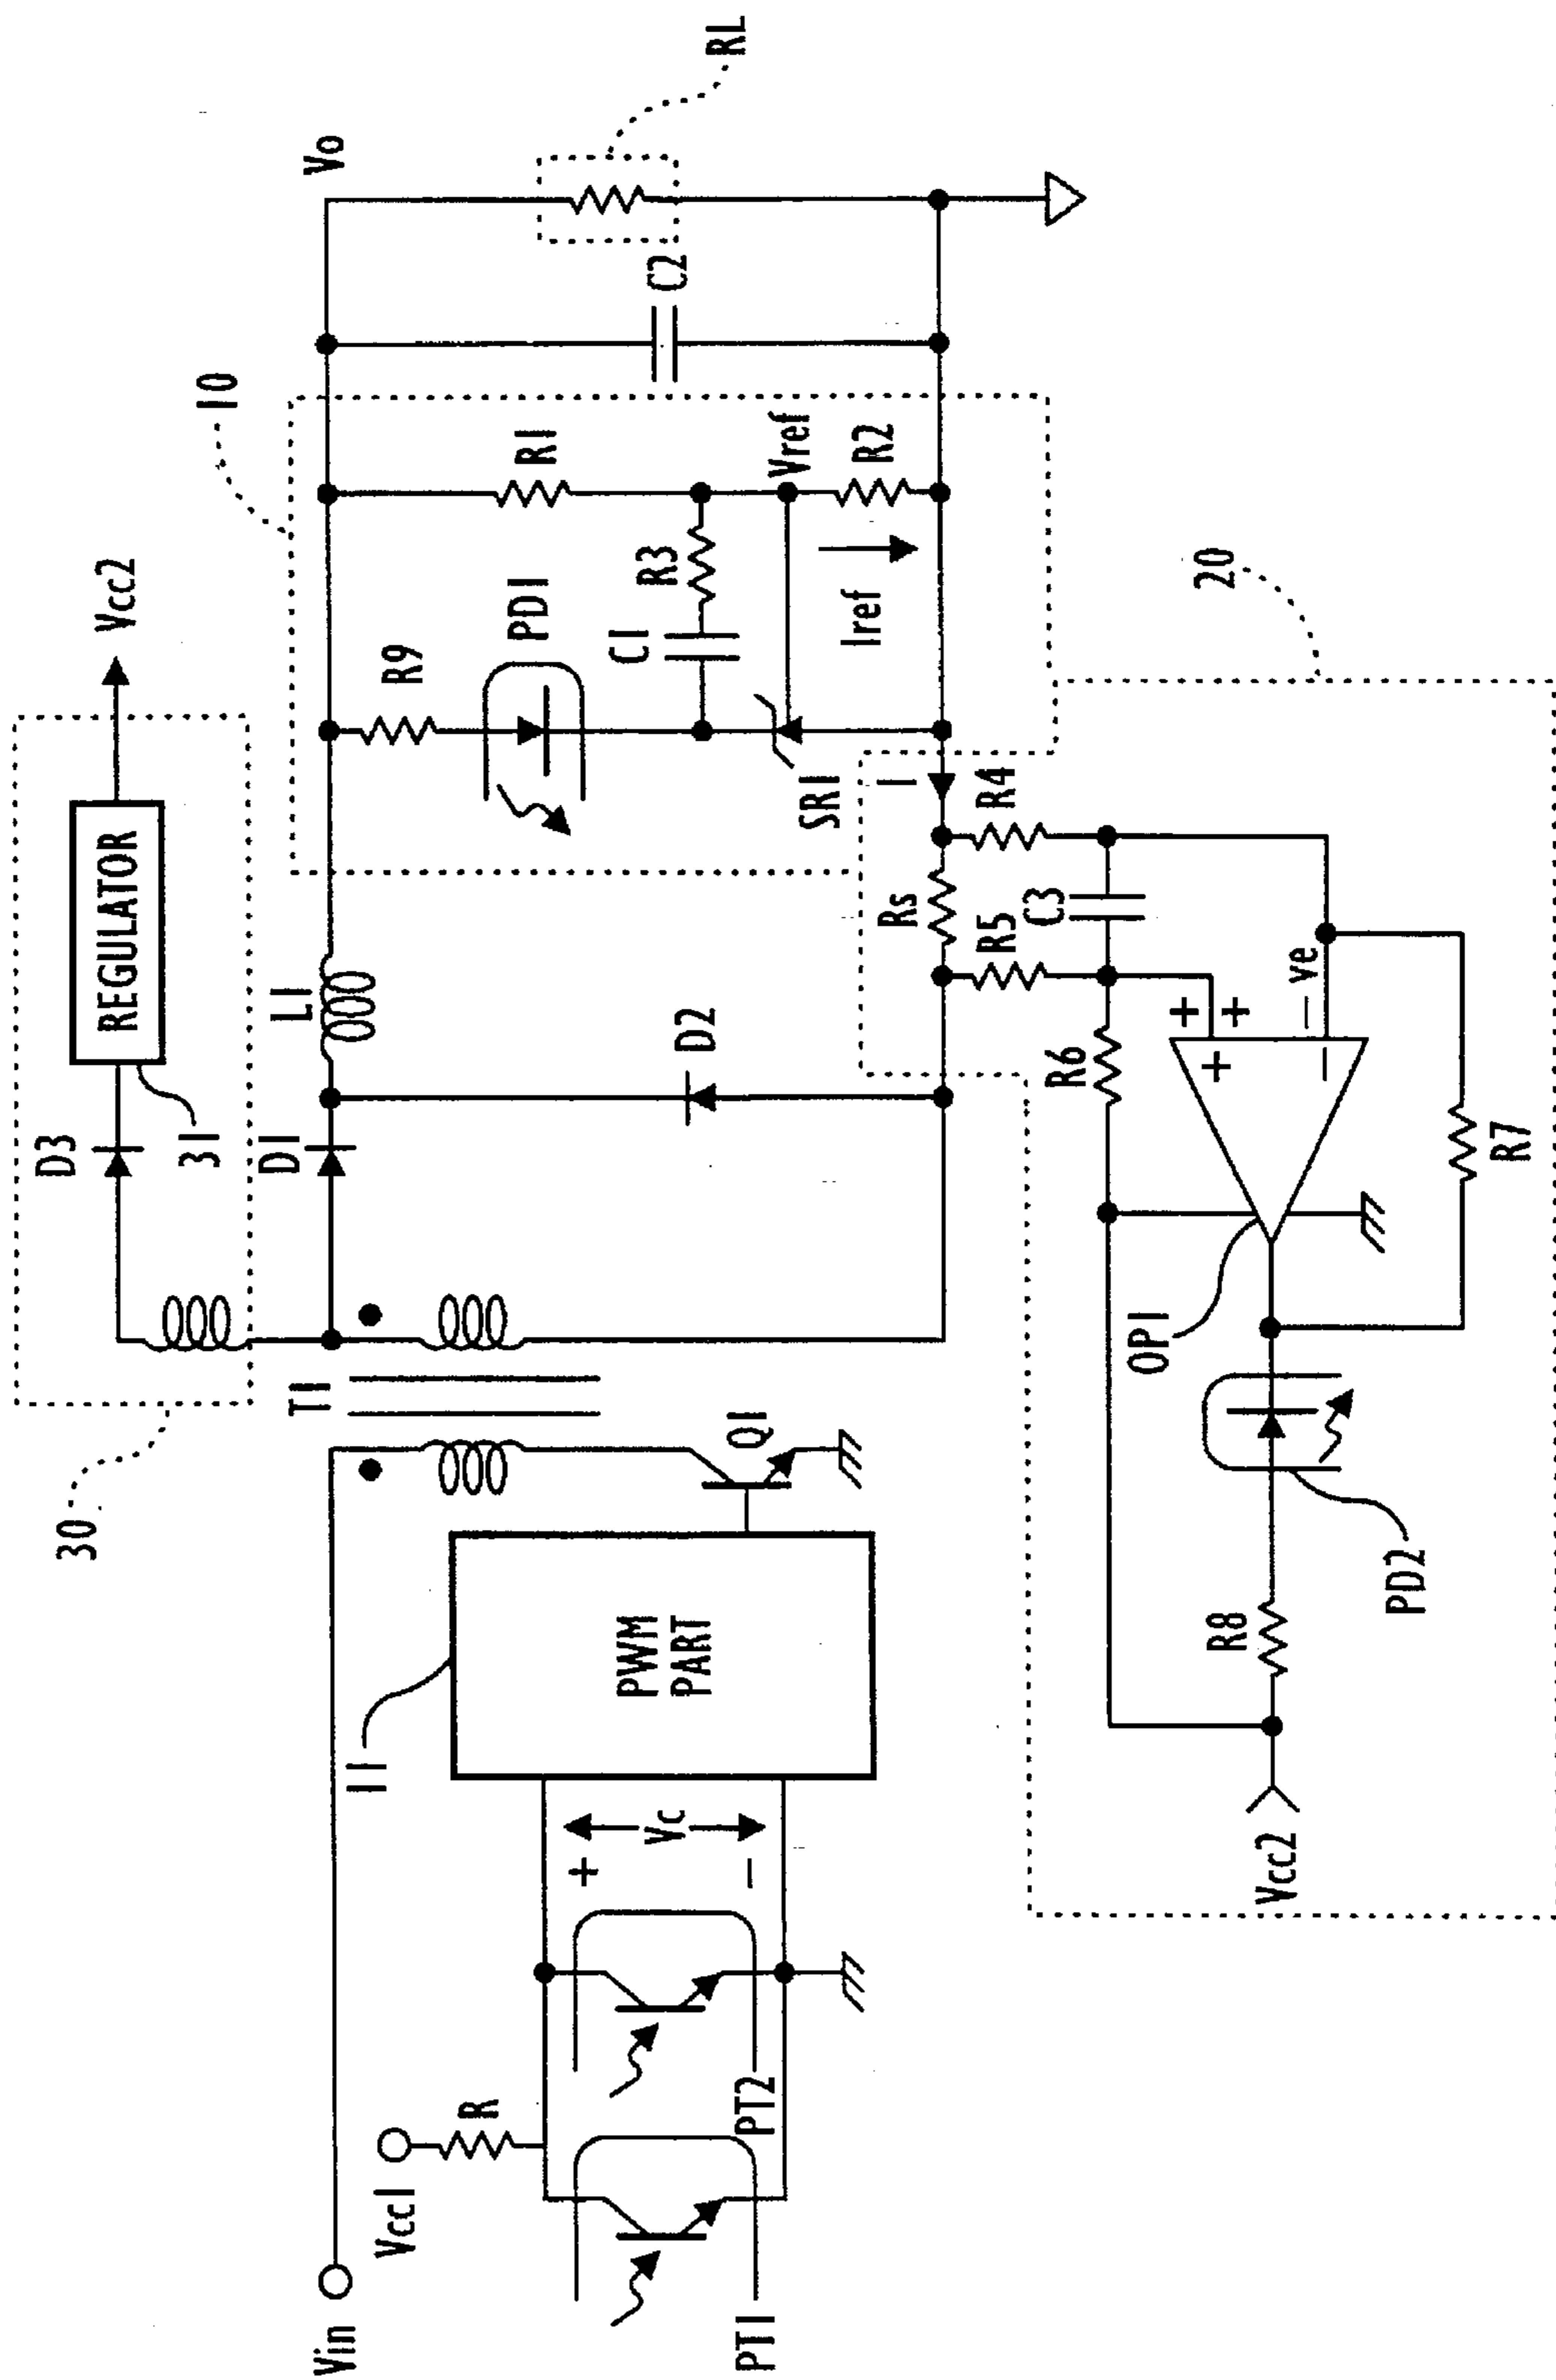 30
D3
REGULATOR
Vcc2
31
T1
D1
L1
10
Vo
RL
R9
PD1
R1
C1
R3
Vref
R2
Iref
SR1
C2
D2
Vin
Vcc1
R
11
PWM
PART
Q1
+
Vc
−
PT1
PT2
20
I
Rs
R4
R5
C3
R6
+
+
−ve
+
−
OP1
R7
PD2
R8
Vcc2